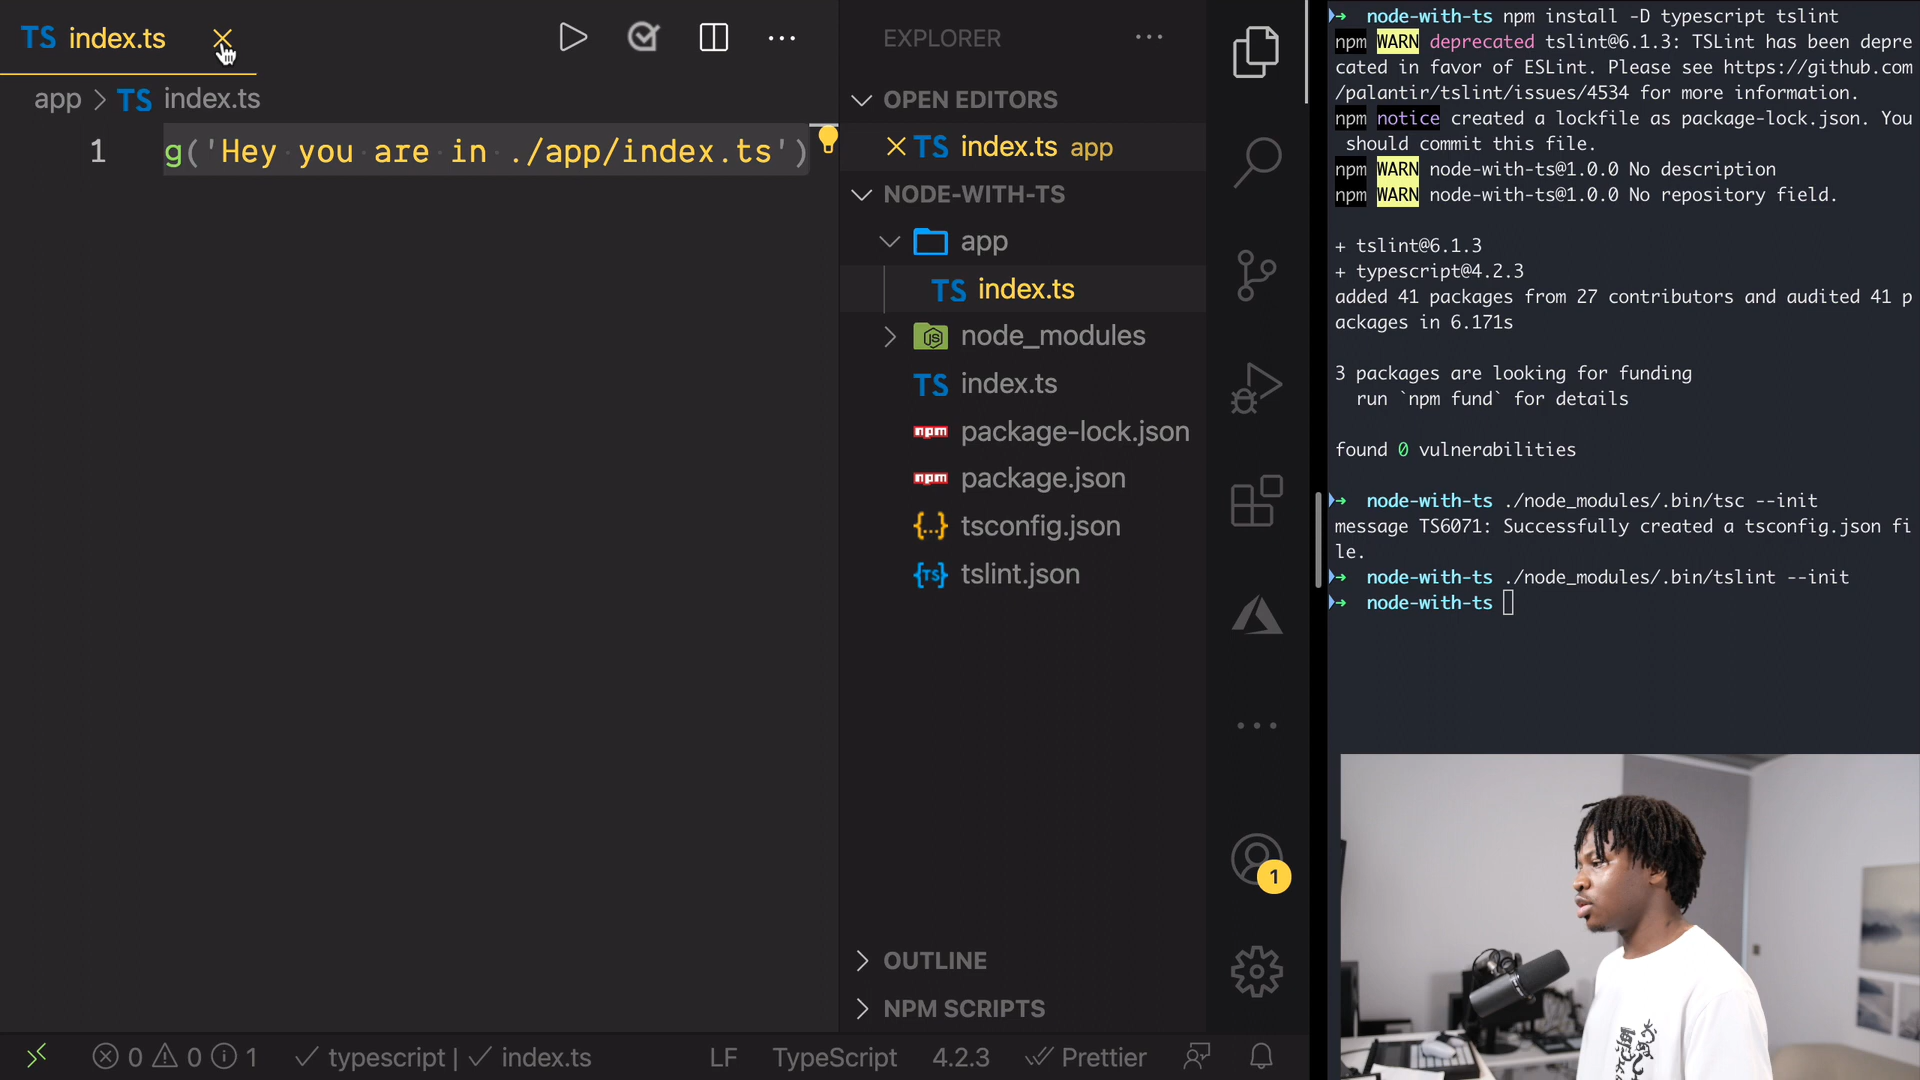 TS index.ts
app > TS index.ts
1 g('Hey you are in ./app/index.ts')
EXPLORER
OPEN EDITORS
TS index.ts app
NODE-WITH-TS
app
TS index.ts
node_modules
TS index.ts
npm package-lock.json
npm package.json
{...} tsconfig.json
{TS} tslint.json
OUTLINE
NPM SCRIPTS
1
0 0 1 typescript | index.ts LF TypeScript 4.2.3 Prettier
→ node-with-ts npm install -D typescript tslint
npm WARN deprecated tslint@6.1.3: TSLint has been depre
cated in favor of ESLint. Please see https://github.com
/palantir/tslint/issues/4534 for more information.
npm notice created a lockfile as package-lock.json. You
should commit this file.
npm WARN node-with-ts@1.0.0 No description
npm WARN node-with-ts@1.0.0 No repository field.
+ tslint@6.1.3
+ typescript@4.2.3
added 41 packages from 27 contributors and audited 41 p
ackages in 6.171s
3 packages are looking for funding
run `npm fund` for details
found 0 vulnerabilities
→ node-with-ts ./node_modules/.bin/tsc --init
message TS6071: Successfully created a tsconfig.json fi
le.
→ node-with-ts ./node_modules/.bin/tslint --init
→ node-with-ts